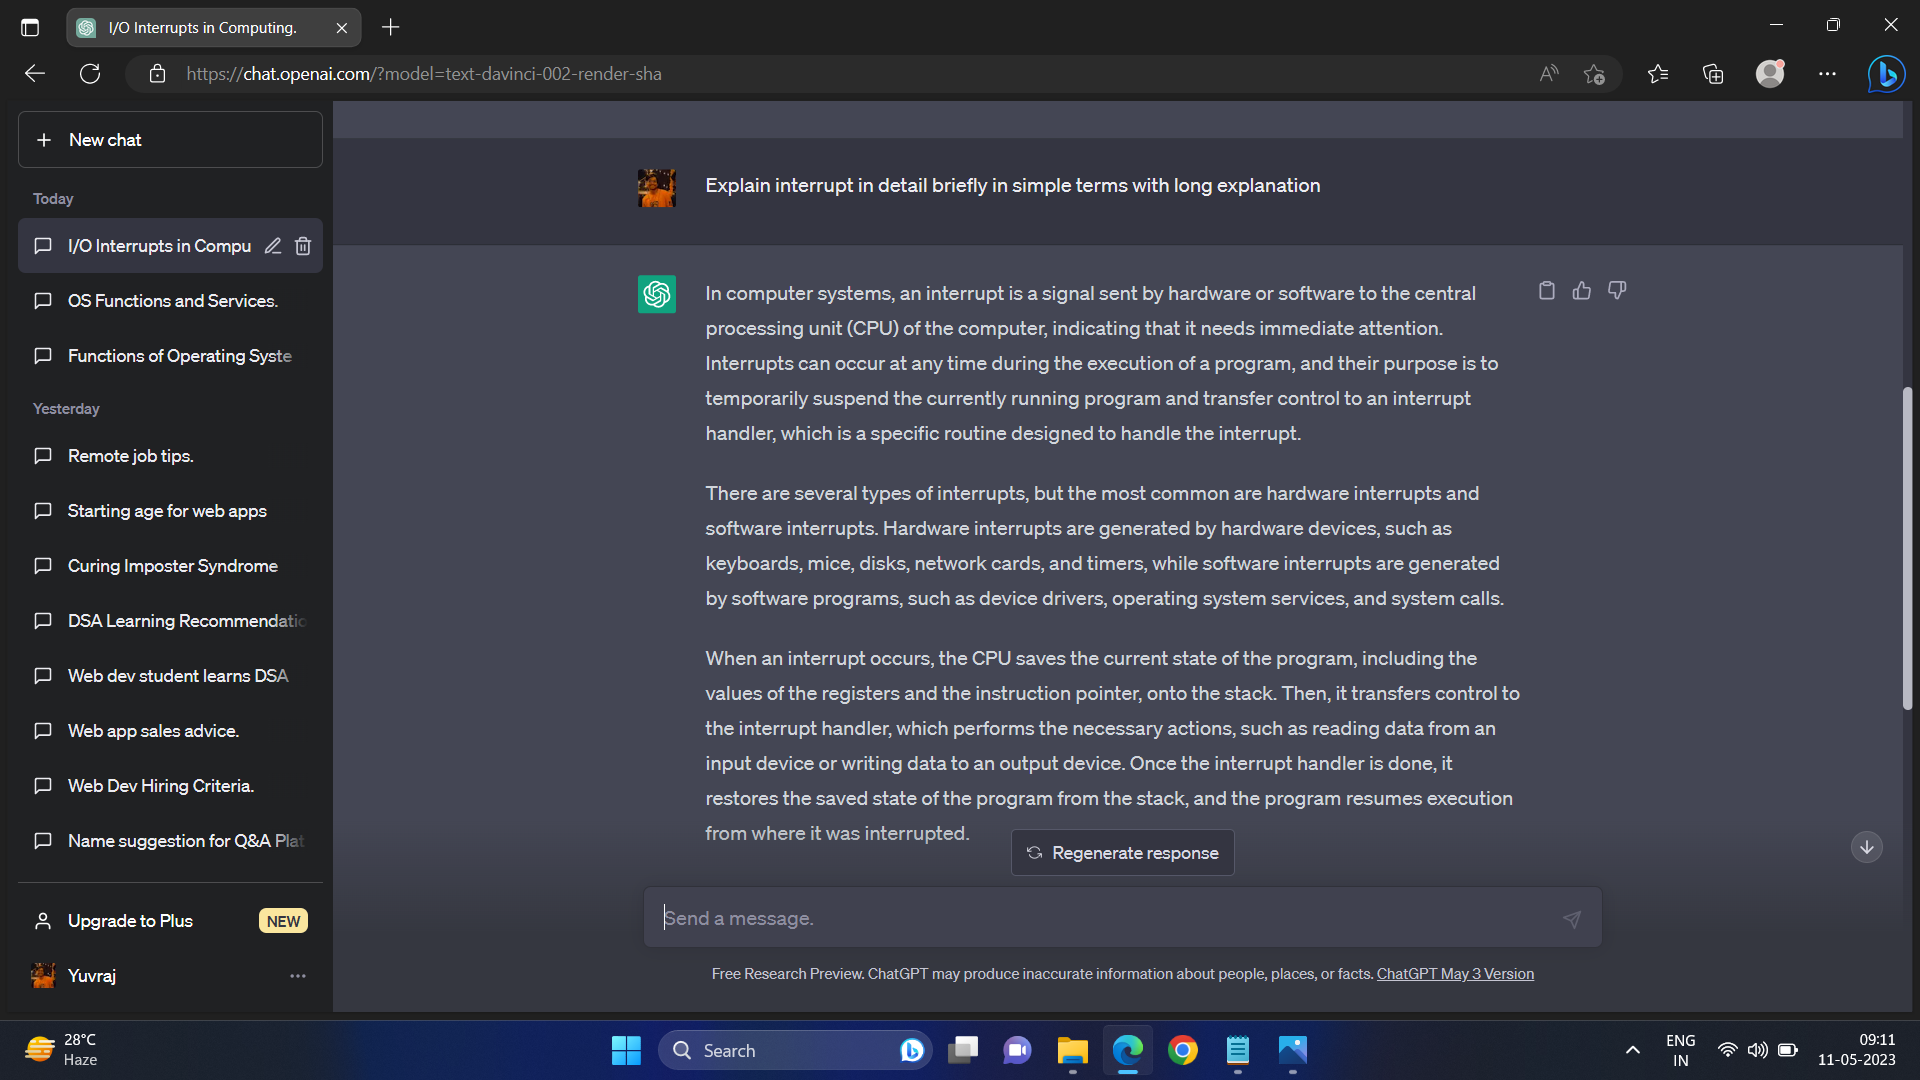 I/O Interrupts in Computing.
https://chat.openai.com/?model=text-davinci-002-render-sha
New chat
Today
I/O Interrupts in Compu
OS Functions and Services.
Functions of Operating Syste
Yesterday
Remote job tips.
Starting age for web apps
Curing Imposter Syndrome
DSA Learning Recommendatio
Web dev student learns DSA
Web app sales advice.
Web Dev Hiring Criteria.
Name suggestion for Q&A Plat
Upgrade to Plus NEW
Yuvraj
Explain interrupt in detail briefly in simple terms with long explanation
In computer systems, an interrupt is a signal sent by hardware or software to the central
processing unit (CPU) of the computer, indicating that it needs immediate attention.
Interrupts can occur at any time during the execution of a program, and their purpose is to
temporarily suspend the currently running program and transfer control to an interrupt
handler, which is a specific routine designed to handle the interrupt.
There are several types of interrupts, but the most common are hardware interrupts and
software interrupts. Hardware interrupts are generated by hardware devices, such as
keyboards, mice, disks, network cards, and timers, while software interrupts are generated
by software programs, such as device drivers, operating system services, and system calls.
When an interrupt occurs, the CPU saves the current state of the program, including the
values of the registers and the instruction pointer, onto the stack. Then, it transfers control to
the interrupt handler, which performs the necessary actions, such as reading data from an
input device or writing data to an output device. Once the interrupt handler is done, it
restores the saved state of the program from the stack, and the program resumes execution
from where it was interrupted.
Regenerate response
Send a message.
Free Research Preview. ChatGPT may produce inaccurate information about people, places, or facts. ChatGPT May 3 Version
28°C
Haze
Search
ENG
IN
09:11
11-05-2023